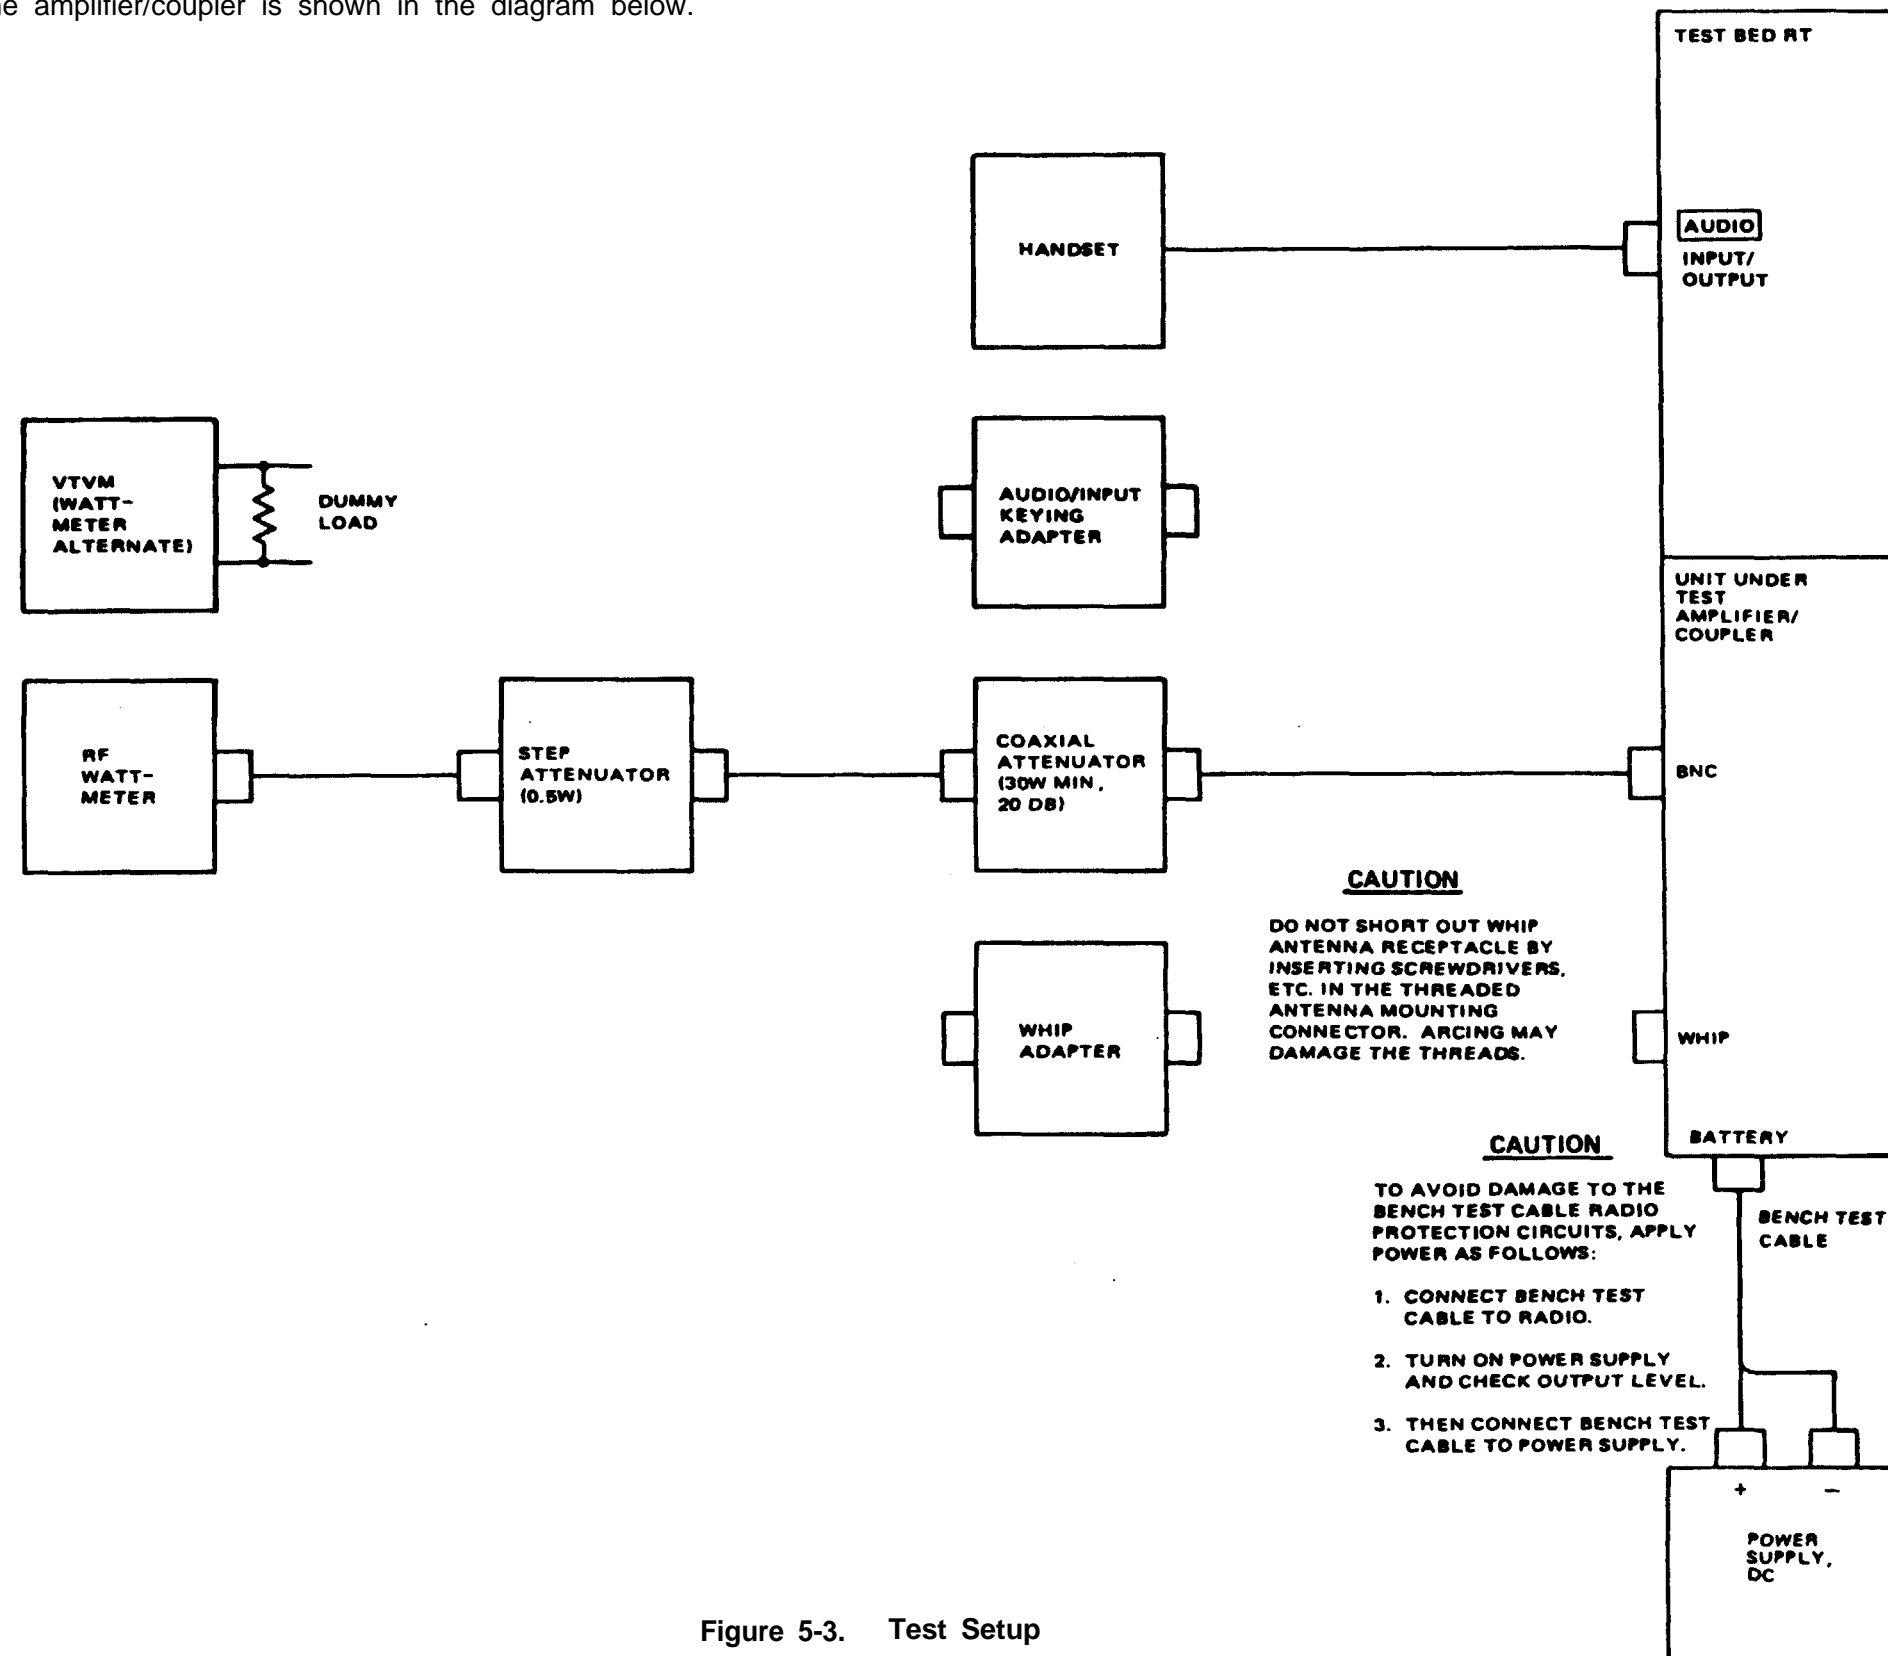 he amplifier/coupler is shown in the diagram below.
TEST BED RT
HANDSET
AUDIO
INPUT/
OUTPUT
VTVM
(WATT-
METER
ALTERNATE)
DUMMY
LOAD
AUDIO/INPUT
KEYING
ADAPTER
UNIT UNDER
TEST
AMPLIFIER/
COUPLER
RF
WATT-
METER
STEP
ATTENUATOR
(0.5W)
COAXIAL
ATTENUATOR
(30W MIN,
20 DB)
BNC
CAUTION
DO NOT SHORT OUT WHIP
ANTENNA RECEPTACLE BY
INSERTING SCREWDRIVERS,
ETC. IN THE THREADED
ANTENNA MOUNTING
CONNECTOR. ARCING MAY
DAMAGE THE THREADS.
WHIP
ADAPTER
WHIP
BATTERY
CAUTION
TO AVOID DAMAGE TO THE
BENCH TEST CABLE RADIO
PROTECTION CIRCUITS, APPLY
POWER AS FOLLOWS:
1. CONNECT BENCH TEST
CABLE TO RADIO.
2. TURN ON POWER SUPPLY
AND CHECK OUTPUT LEVEL.
3. THEN CONNECT BENCH TEST
CABLE TO POWER SUPPLY.
BENCH TEST
CABLE
+ −
POWER
SUPPLY,
DC
Figure 5-3. Test Setup